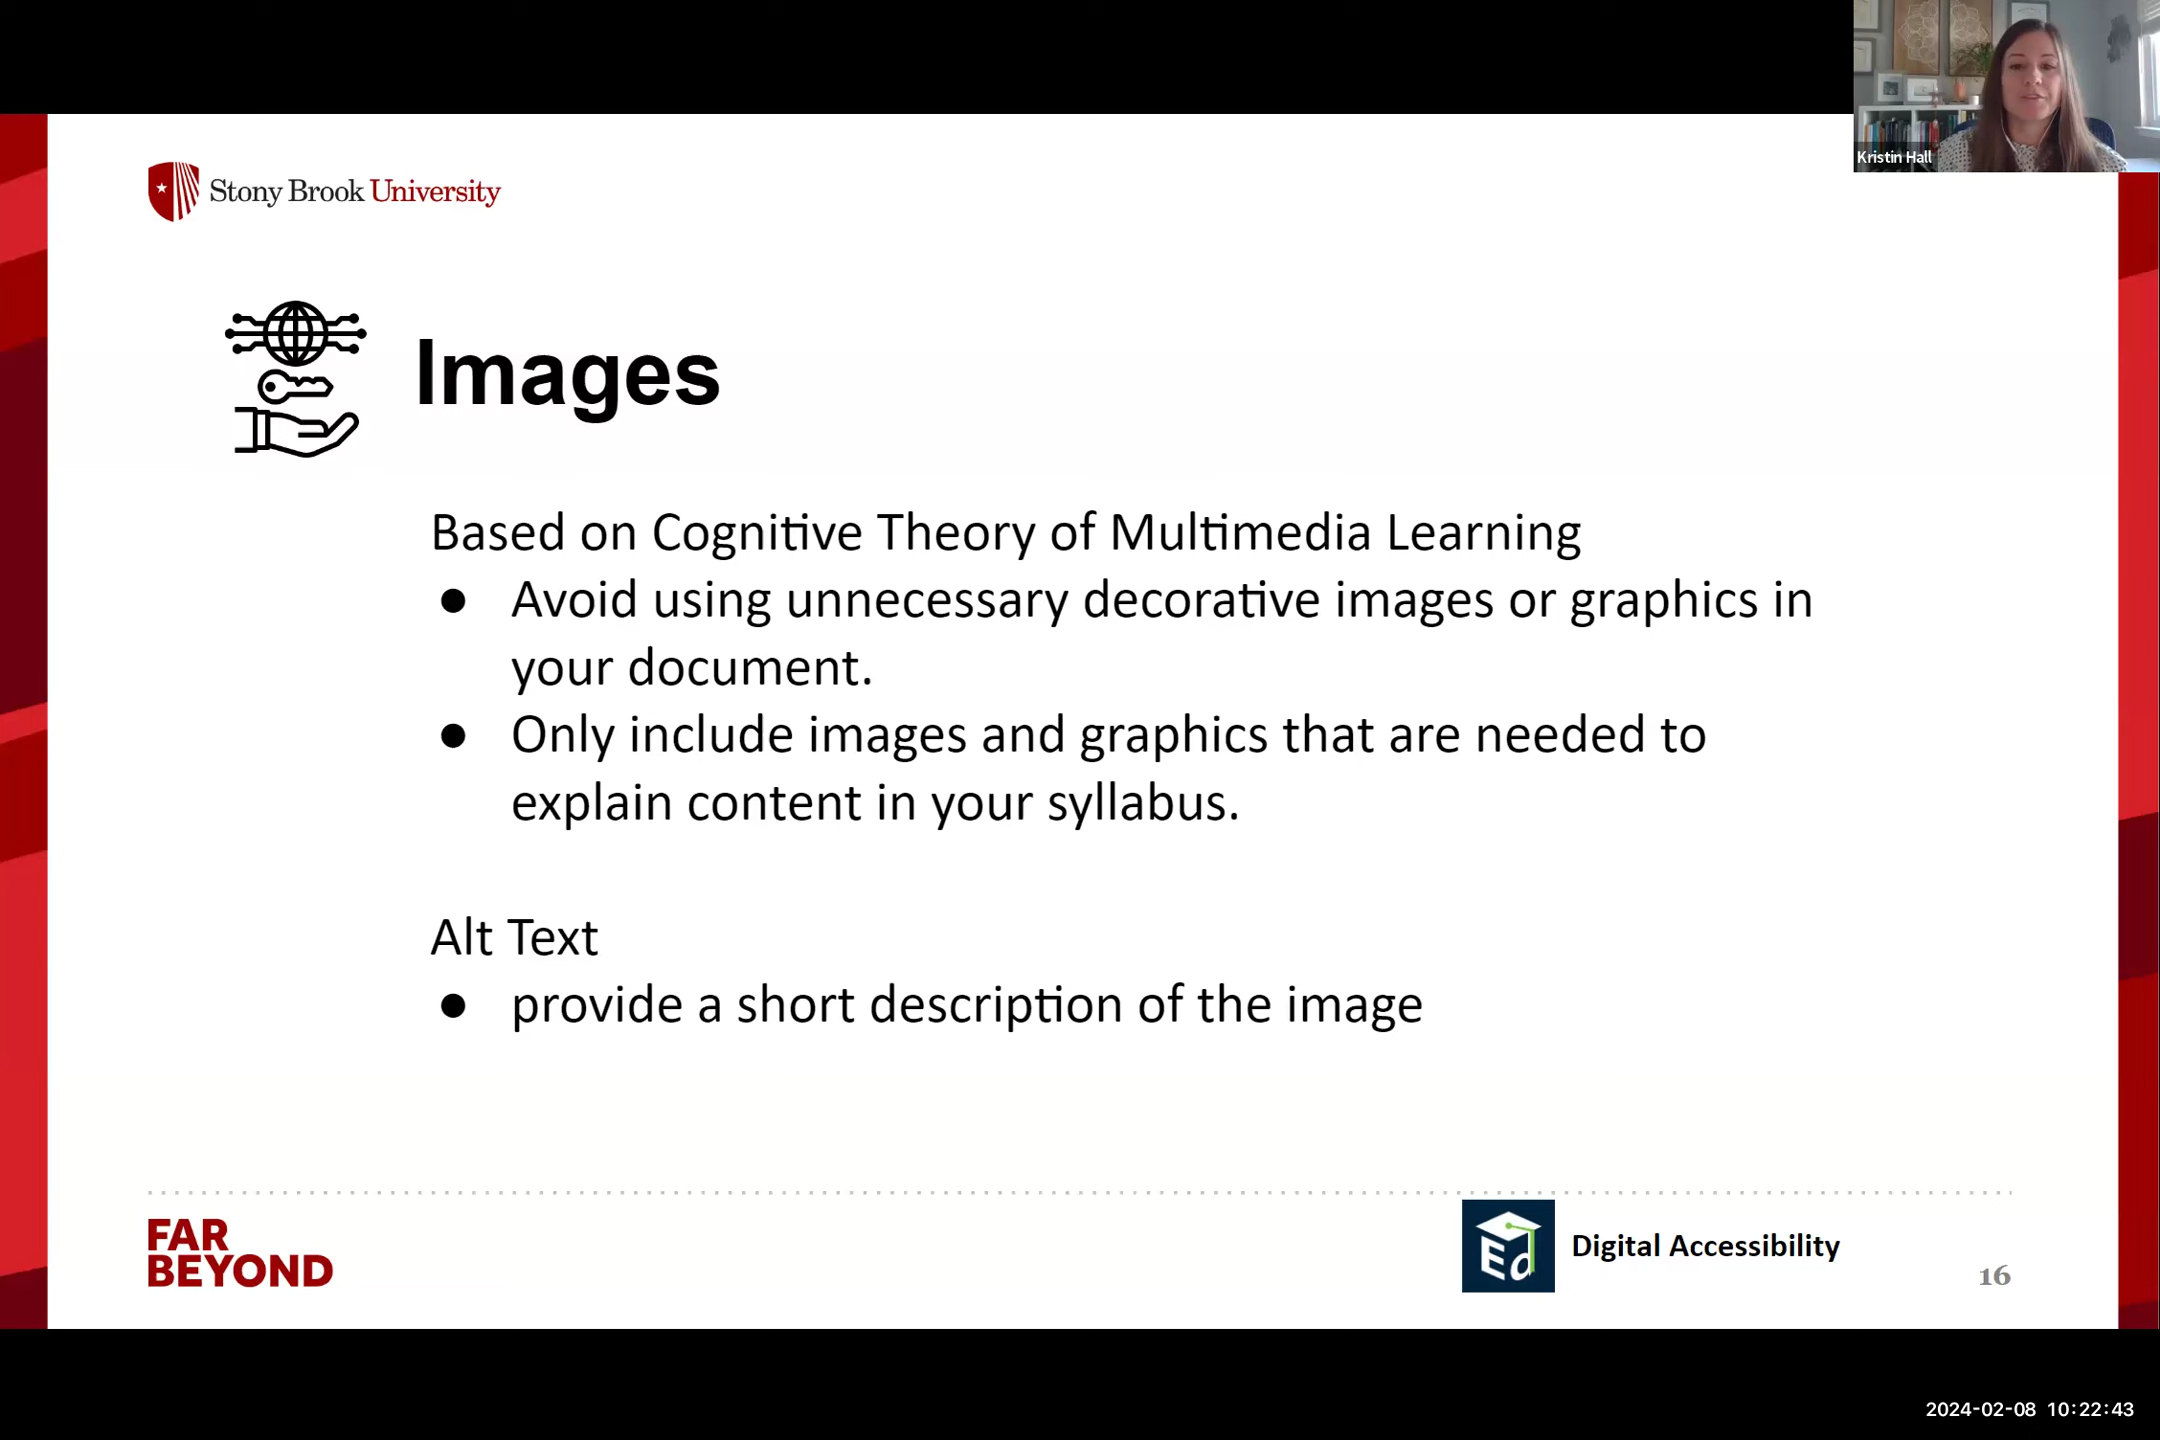 Kristin Hall
Stony Brook University
Images
Based on Cognitive Theory of Multimedia Learning
● Avoid using unnecessary decorative images or graphics in
your document.
● Only include images and graphics that are needed to
explain content in your syllabus.
Alt Text
● provide a short description of the image
FAR
BEYOND
Ed
Digital Accessibility
16
2024-02-08 10:22:43